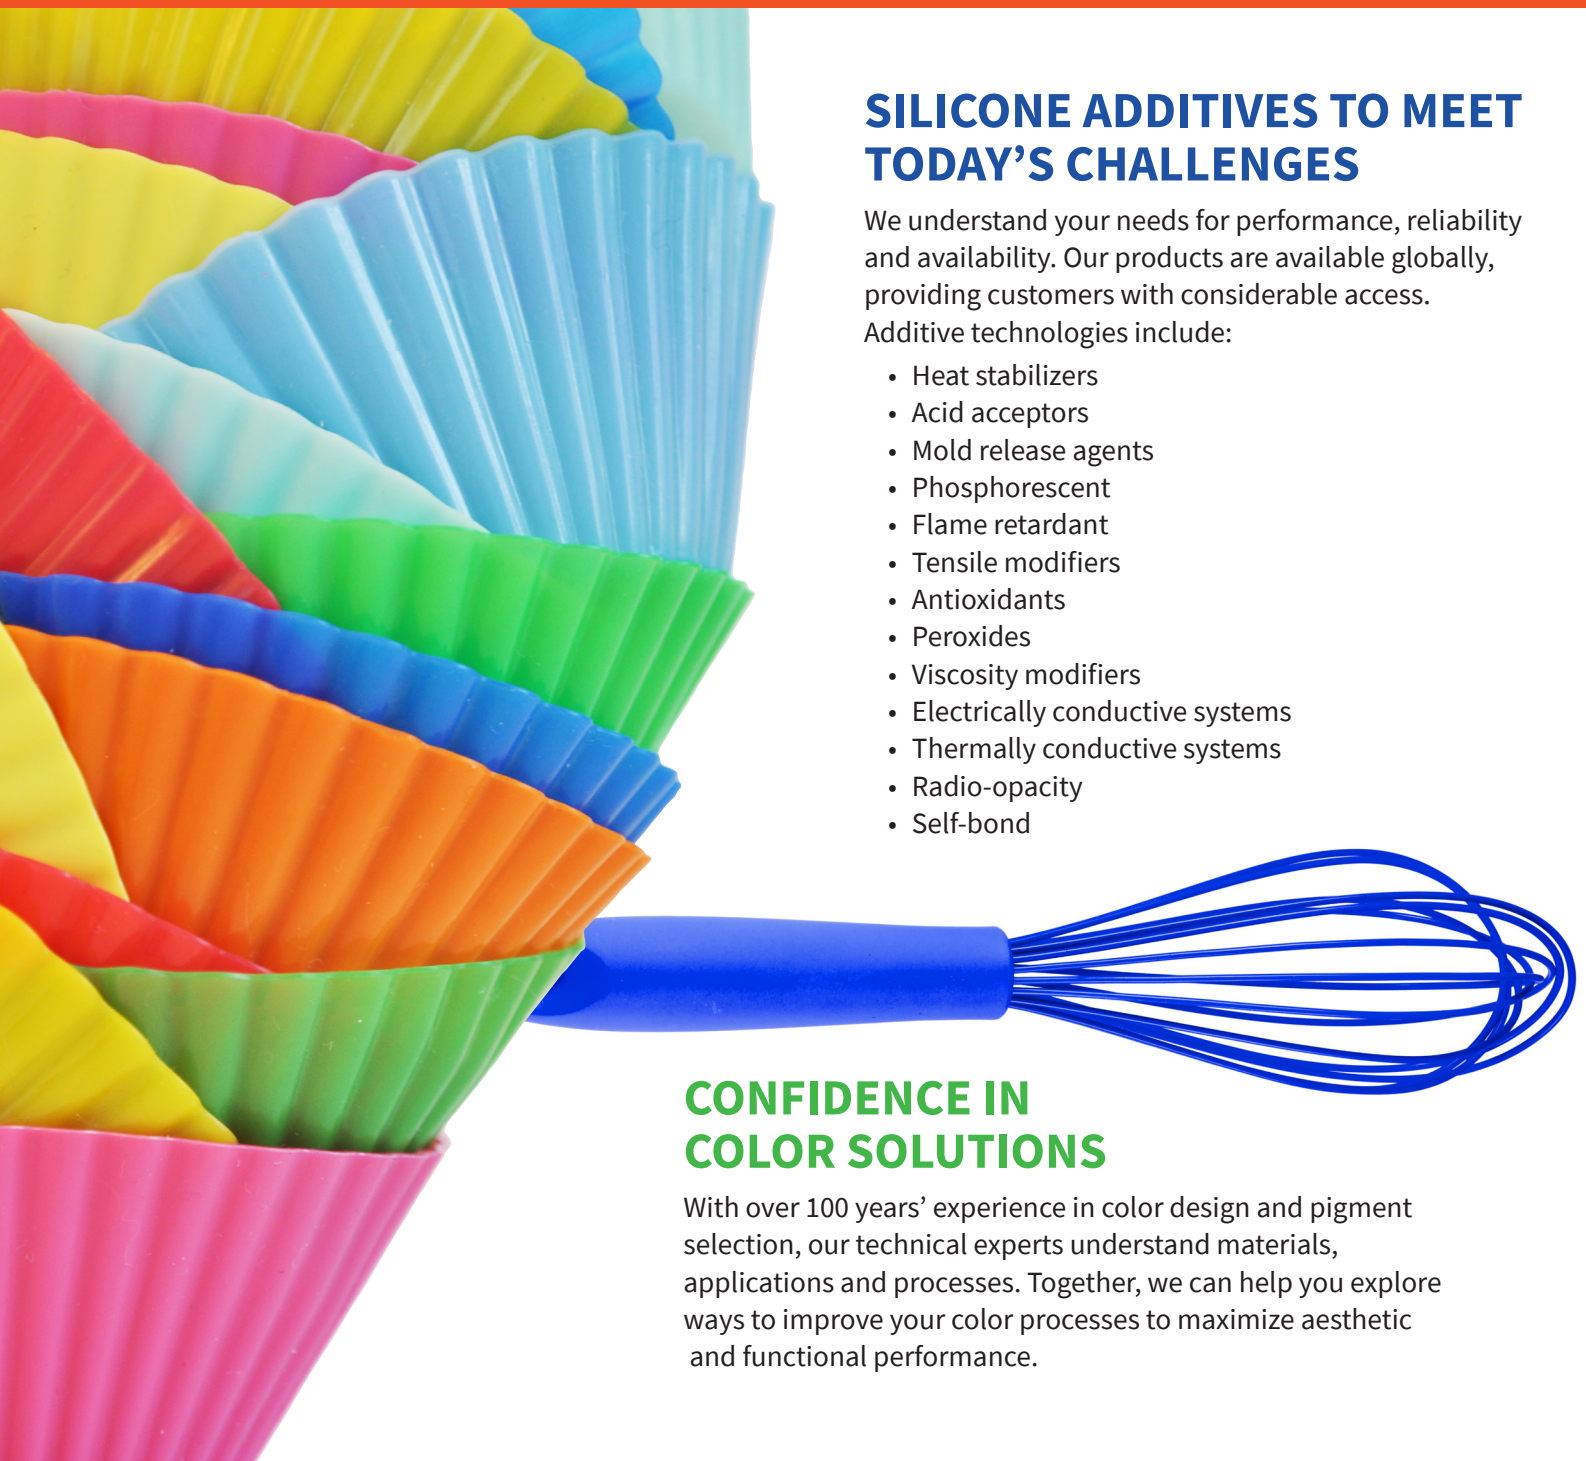 SILICONE ADDITIVES TO MEET
TODAY’S CHALLENGES
We understand your needs for performance, reliability
and availability. Our products are available globally,
providing customers with considerable access.
Additive technologies include:
• Heat stabilizers
• Acid acceptors
• Mold release agents
• Phosphorescent
• Flame retardant
• Tensile modifiers
• Antioxidants
• Peroxides
• Viscosity modifiers
• Electrically conductive systems
• Thermally conductive systems
• Radio-opacity
• Self-bond
CONFIDENCE IN
COLOR SOLUTIONS
With over 100 years’ experience in color design and pigment
selection, our technical experts understand materials,
applications and processes. Together, we can help you explore
ways to improve your color processes to maximize aesthetic
and functional performance.